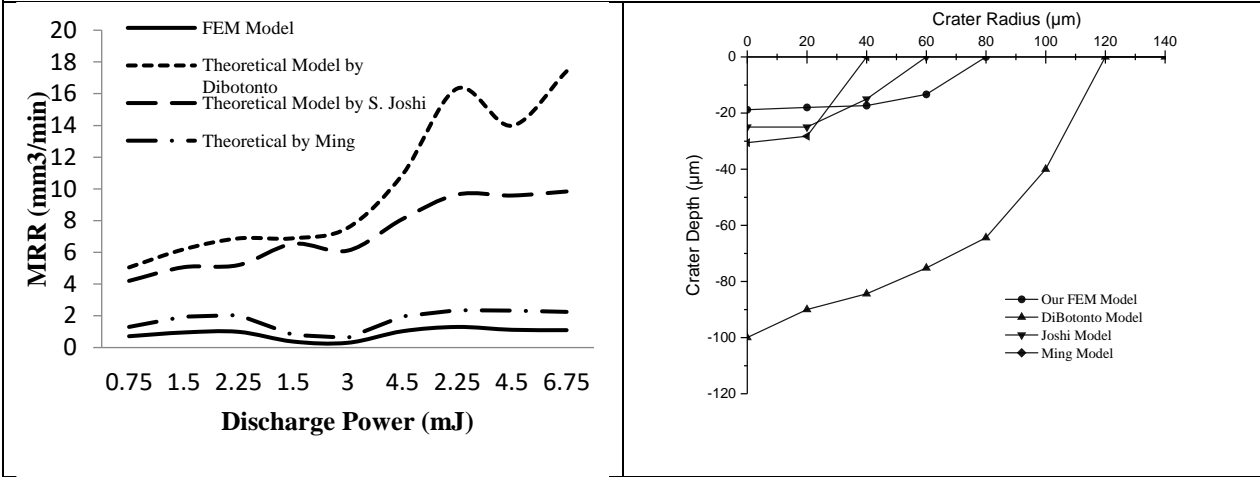 20
18
16
14
12
10
8
6
4
2
0
MRR (mm3/min)
FEM Model
Theoretical Model by
Dibotonto
Theoretical Model by S. Joshi
Theoretical by Ming
0.75 1.5 2.25 1.5 3 4.5 2.25 4.5 6.75
Discharge Power (mJ)
Crater Radius (µm)
0 20 40 60 80 100 120 140
0
-20
-40
-60
-80
-100
-120
Crater Depth (µm)
Our FEM Model
DiBotonto Model
Joshi Model
Ming Model